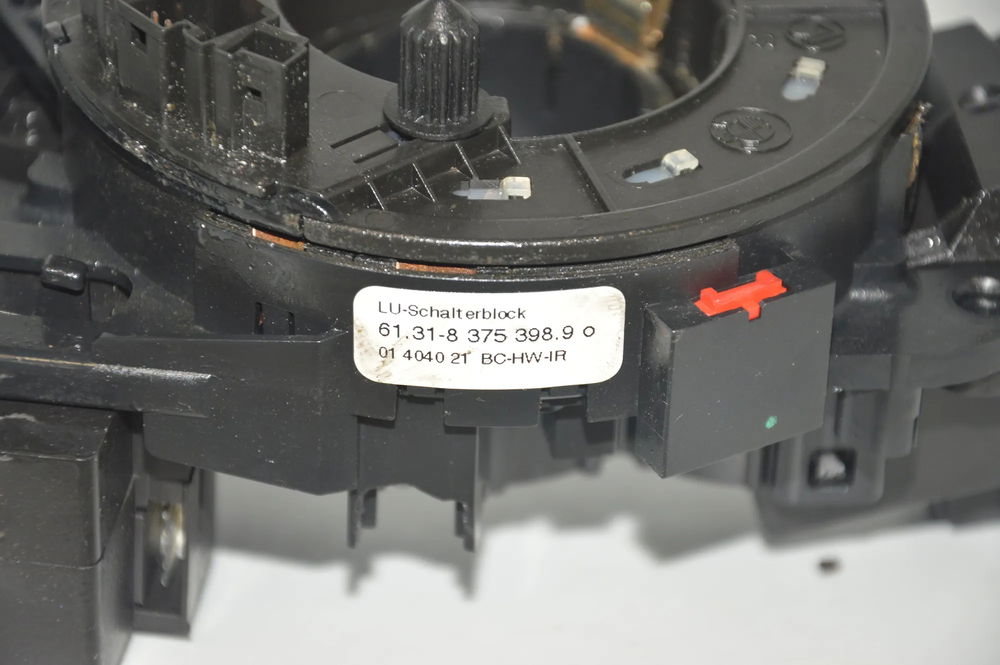 LU-Schalterblock
61.31-8 375 398.9 o
01 4040 21 BC-HW-IR